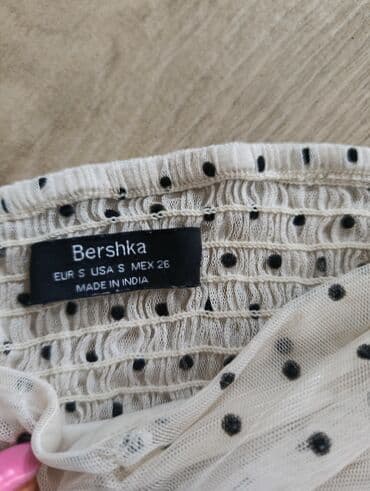 Bershka
EUR S USA S MEX 26
MADE IN INDIA